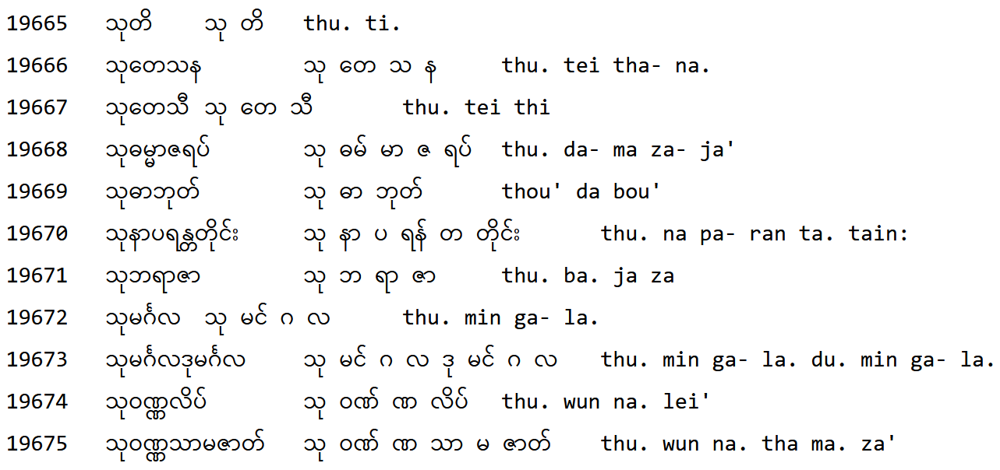 19665 သုတိ သု တိ thu. ti.
19666 သုတေသန သု တေ သ န thu. tei tha- na.
19667 သုတေသီ သု တေ သီ thu. tei thi
19668 သုဓမ္မာဇရပ် သု ဓမ် မာ ဇ ရပ် thu. da- ma za- ja'
19669 သုဓာဘုတ် သု ဓာ ဘုတ် thou' da bou'
19670 သုနာပရန္တတိုင်း သု နာ ပ ရန် တ တိုင်း thu. na pa- ran ta. tain:
19671 သုဘရာဇာ သု ဘ ရာ ဇာ thu. ba. ja za
19672 သုမင်္ဂလ သု မင် ဂ လ thu. min ga- la.
19673 သုမင်္ဂလဒုမင်္ဂလ သု မင် ဂ လ ဒု မင် ဂ လ thu. min ga- la. du. min ga- la.
19674 သုဝဏ္ဏလိပ် သု ဝဏ် ဏ လိပ် thu. wun na. lei'
19675 သုဝဏ္ဏသာမဇာတ် သု ဝဏ် ဏ သာ မ ဇာတ် thu. wun na. tha ma. za'